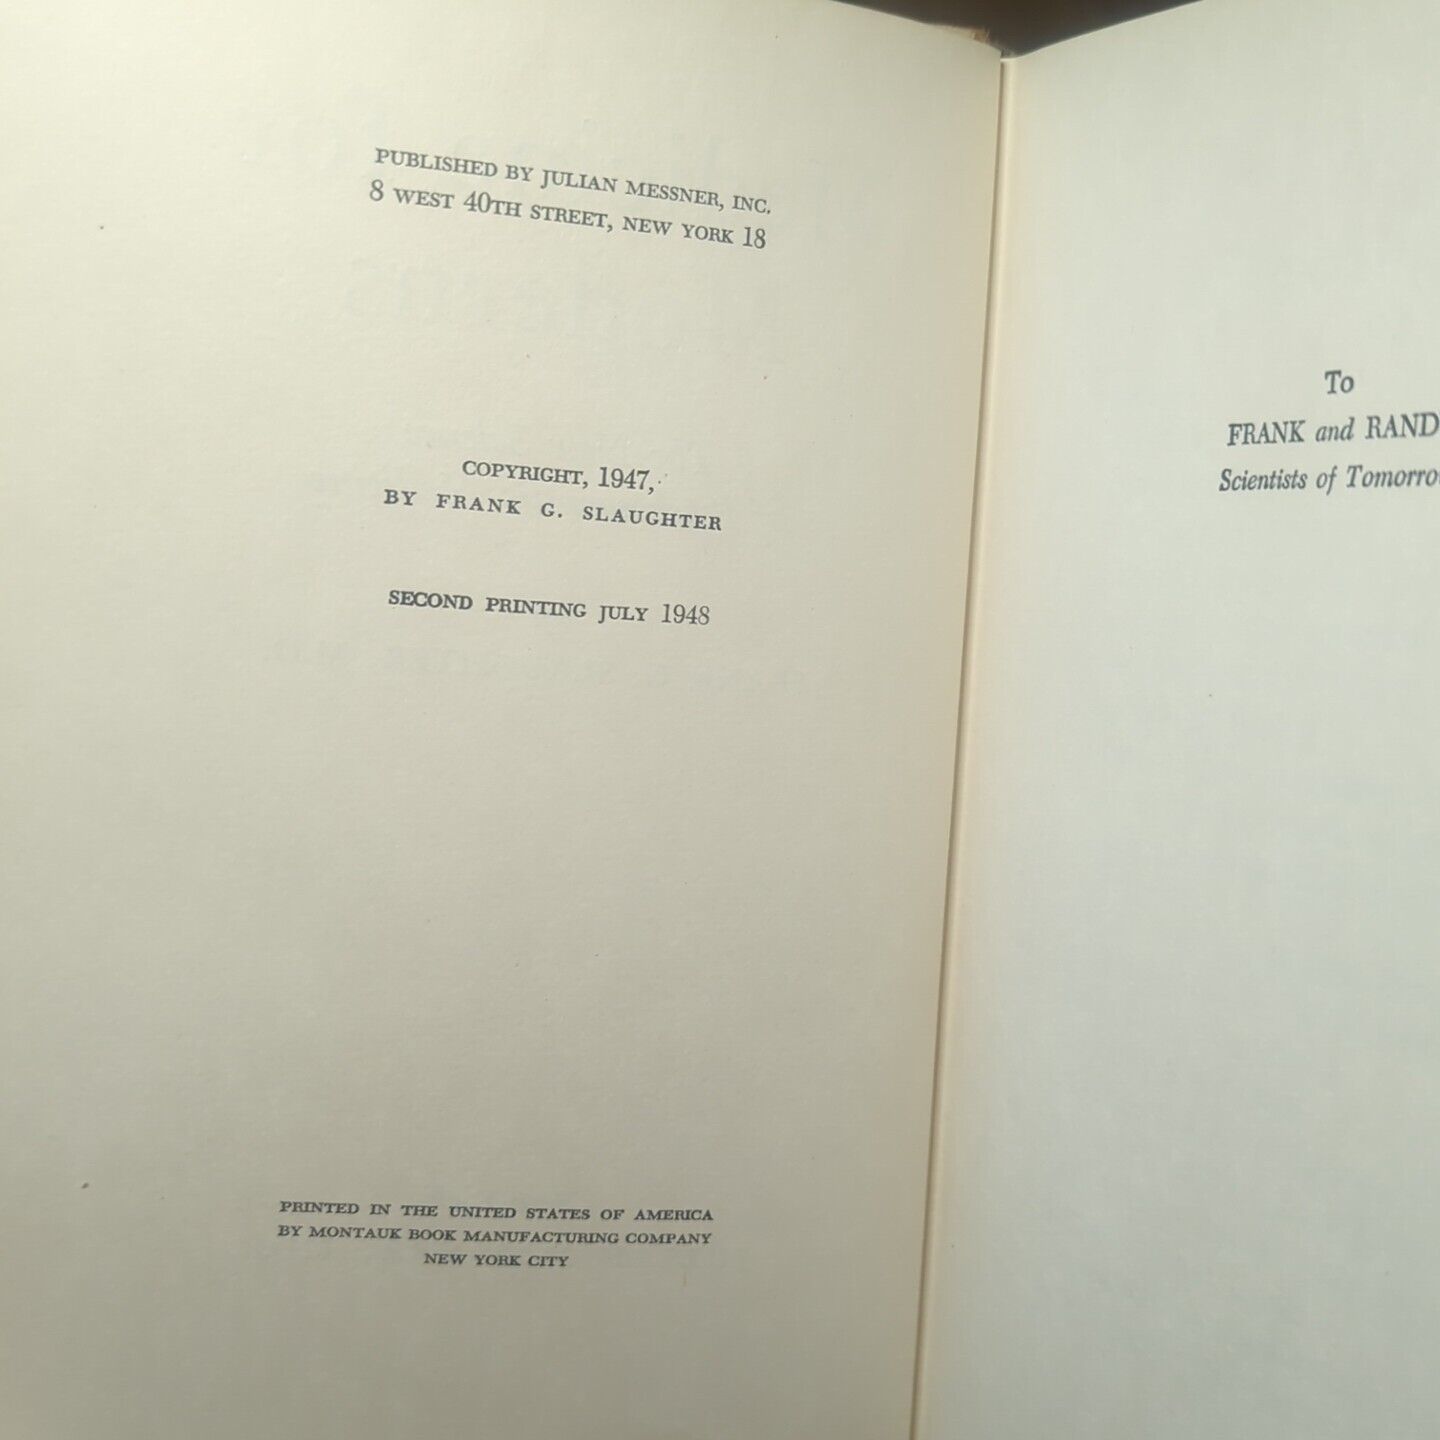 PUBLISHED BY JULIAN MESSNER, INC.
8 WEST 40TH STREET, NEW YORK 18
COPYRIGHT, 1947,
BY FRANK G. SLAUGHTER
SECOND PRINTING JULY 1948
PRINTED IN THE UNITED STATES OF AMERICA
BY MONTAUK BOOK MANUFACTURING COMPANY
NEW YORK CITY
To
FRANK and RAND
Scientists of Tomorro